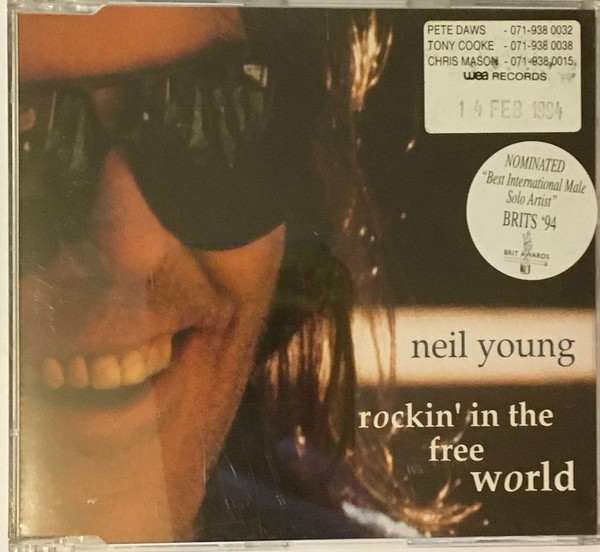 PETE DAWS - 071-938 0032
TONY COOKE - 071-938 0038
CHRIS MASON - 071-938 0015
wea RECORDS
14 FEB 1994
NOMINATED
"Best International Male
Solo Artist"
BRITS '94
BRIT AWARDS
neil young
rockin' in the
free
world